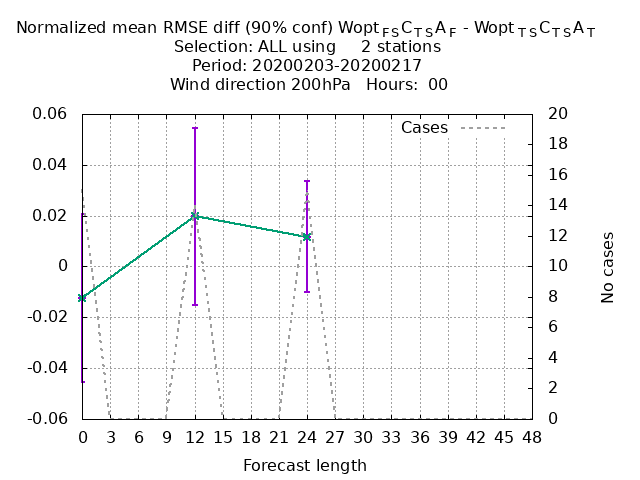 Normalized mean RMSE diff (90% conf) Wopt FS C TS A F - Wopt TS C TS A T
Selection: ALL using 2 stations
Period: 20200203-20200217
Wind direction 200hPa Hours: 00
Cases
0.06
0.04
0.02
0
-0.02
-0.04
-0.06
20
18
16
14
12
10
8
6
4
2
0
No cases
0 3 6 9 12 15 18 21 24 27 30 33 36 39 42 45 48
Forecast length